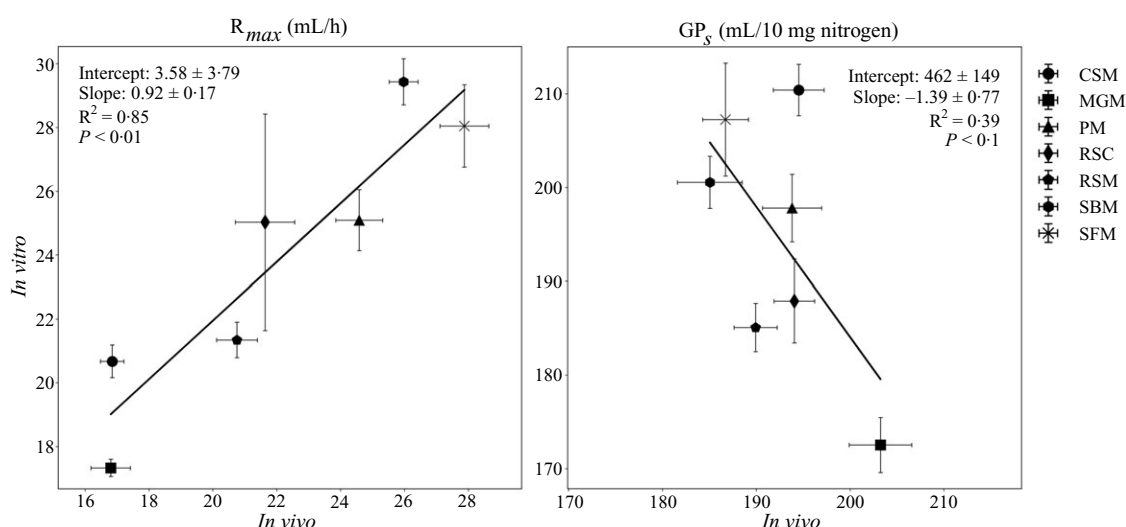 R_max (mL/h)
Intercept: 3.58 ± 3·79
Slope: 0.92 ± 0·17
R² = 0·85
P < 0·01
30
28
26
24
22
20
18
In vitro
16
18
20
22
24
26
28
In vivo
GP_s (mL/10 mg nitrogen)
Intercept: 462 ± 149
Slope: –1.39 ± 0·77
R² = 0·39
P < 0·1
210
200
190
180
170
In vitro
170
180
190
200
210
In vivo
CSM
MGM
PM
RSC
RSM
SBM
SFM